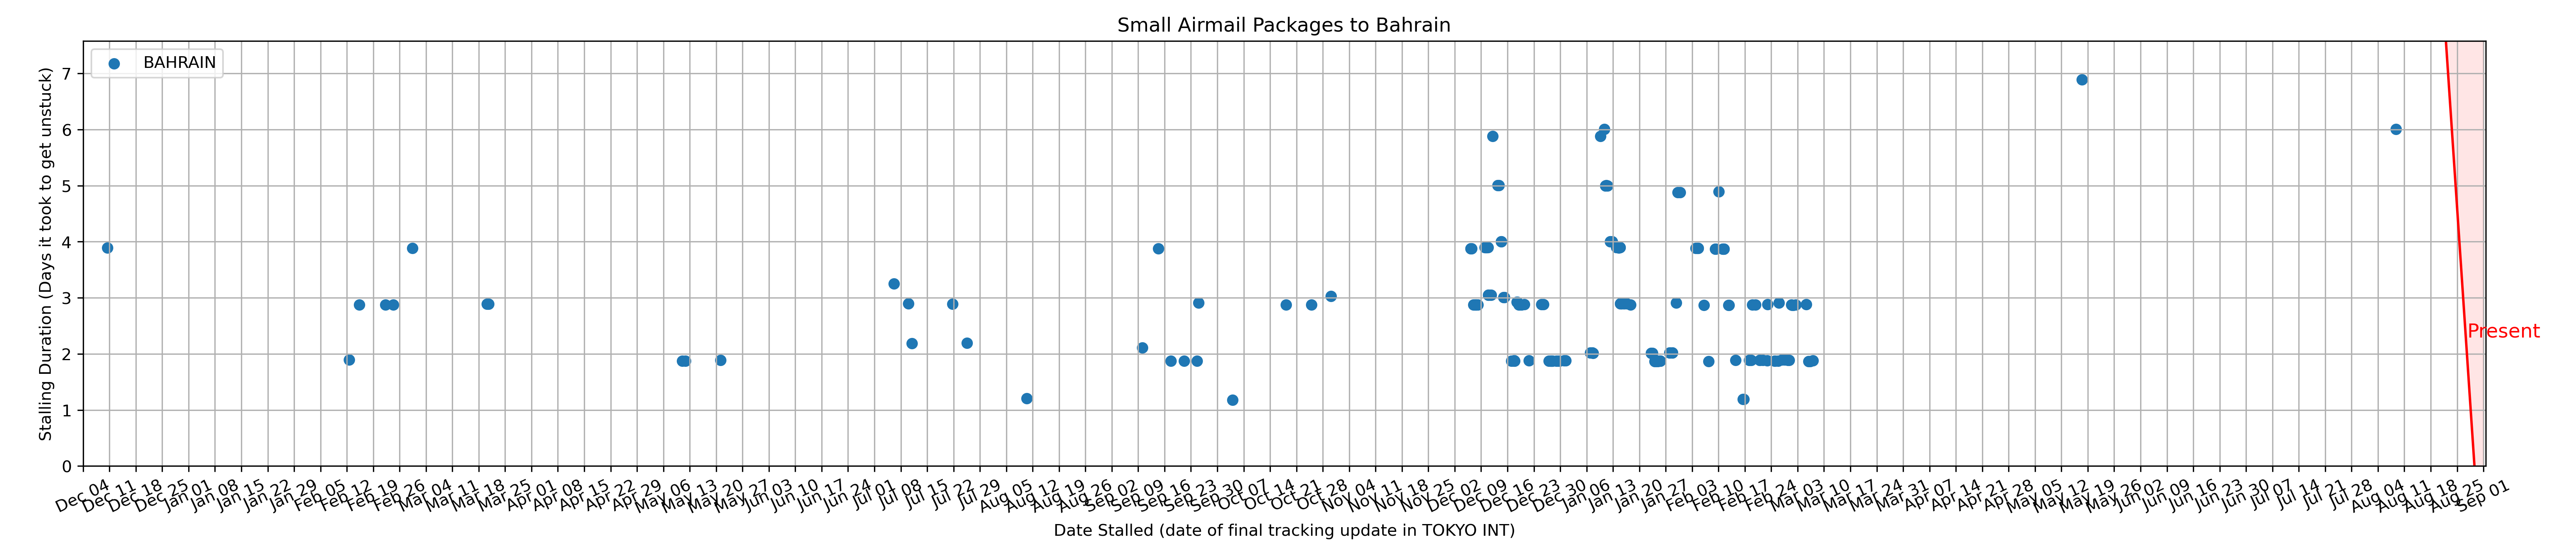 Small Airmail Packages to Bahrain
BAHRAIN
Stalling Duration (Days it took to get unstuck)
7
6
5
4
3
2
1
0
Present
Dec 04
Dec 11
Dec 18
Dec 25
Jan 01
Jan 08
Jan 15
Jan 22
Jan 29
Feb 05
Feb 12
Feb 19
Feb 26
Mar 04
Mar 11
Mar 18
Mar 25
Apr 01
Apr 08
Apr 15
Apr 22
Apr 29
May 06
May 13
May 20
May 27
Jun 03
Jun 10
Jun 17
Jun 24
Jul 01
Jul 08
Jul 15
Jul 22
Jul 29
Aug 05
Aug 12
Aug 19
Aug 26
Sep 02
Sep 09
Sep 16
Sep 23
Sep 30
Oct 07
Oct 14
Oct 21
Oct 28
Nov 04
Nov 11
Nov 18
Nov 25
Dec 02
Dec 09
Dec 16
Dec 23
Dec 30
Jan 06
Jan 13
Jan 20
Jan 27
Feb 03
Feb 10
Feb 17
Feb 24
Mar 03
Mar 10
Mar 17
Mar 24
Mar 31
Apr 07
Apr 14
Apr 21
Apr 28
May 05
May 12
May 19
May 26
Jun 02
Jun 09
Jun 16
Jun 23
Jun 30
Jul 07
Jul 14
Jul 21
Jul 28
Aug 04
Aug 11
Aug 18
Aug 25
Sep 01
Date Stalled (date of final tracking update in TOKYO INT)